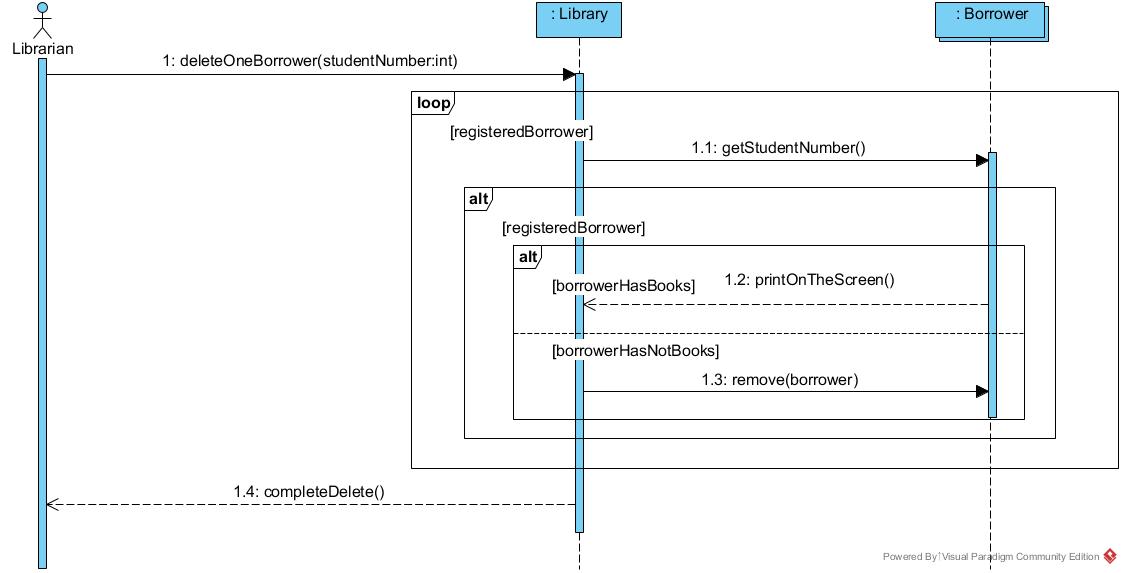 : Library
: Borrower
Librarian
1: deleteOneBorrower(studentNumber:int)
loop
[registeredBorrower]
1.1: getStudentNumber()
alt
[registeredBorrower]
alt
[borrowerHasBooks]
1.2: printOnTheScreen()
[borrowerHasNotBooks]
1.3: remove(borrower)
1.4: completeDelete()
Powered By Visual Paradigm Community Edition